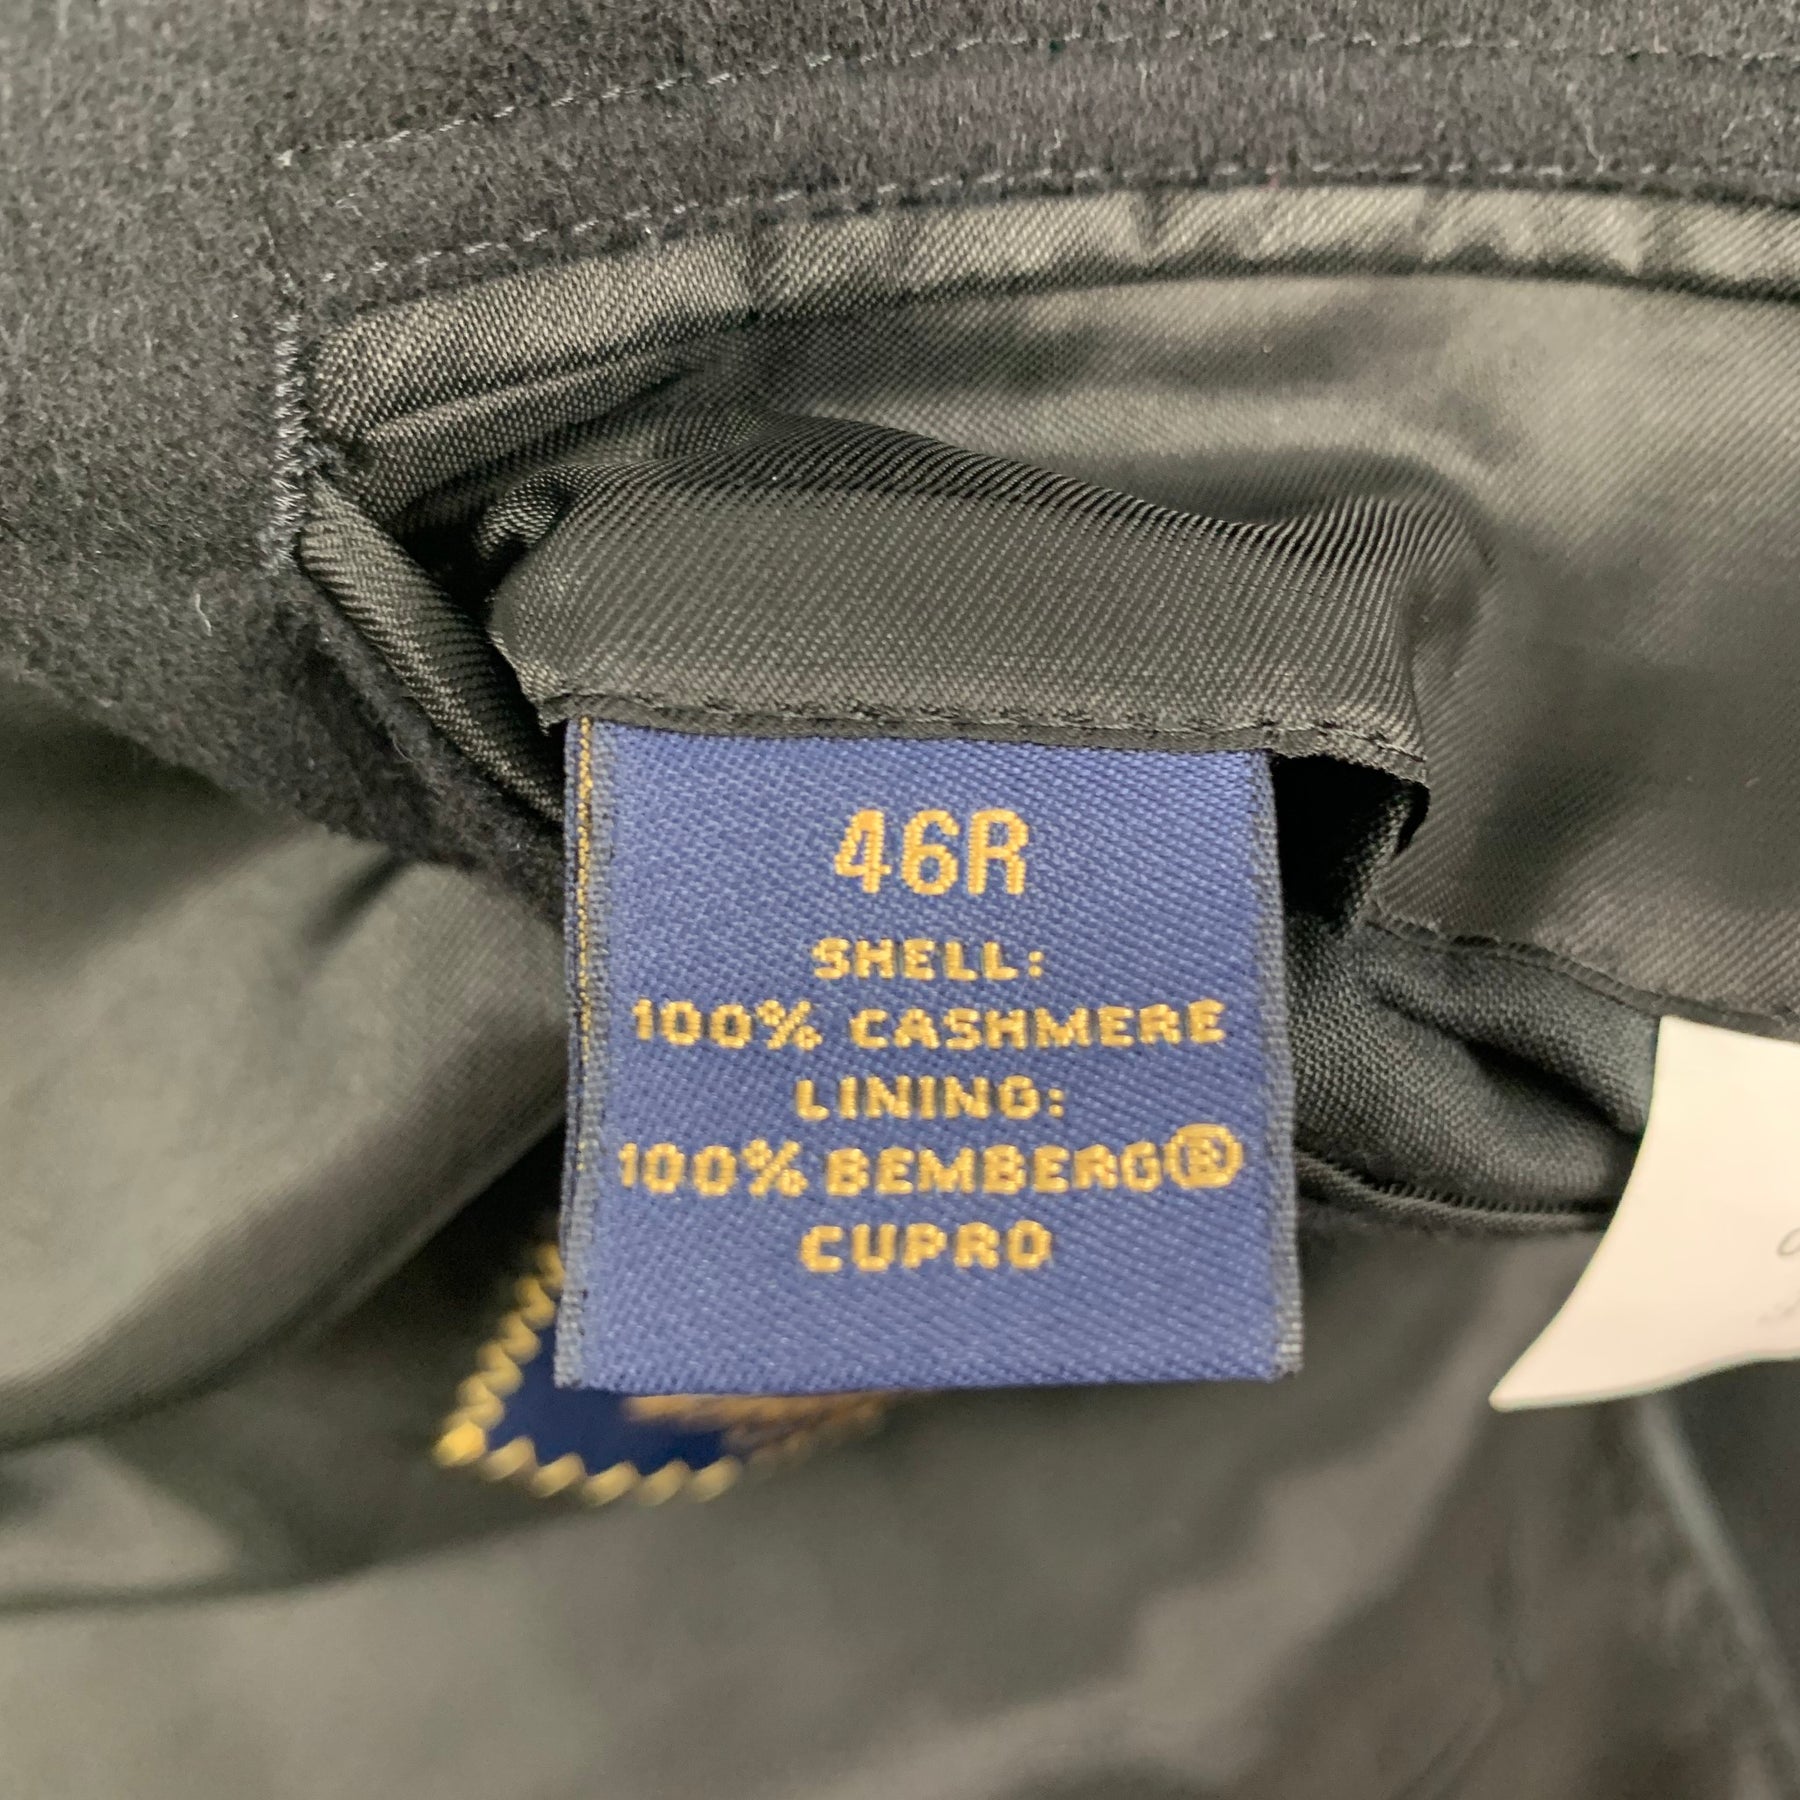 46R
SHELL:
100% CASHMERE
LINING:
100% BEMBERG®
CUPRO